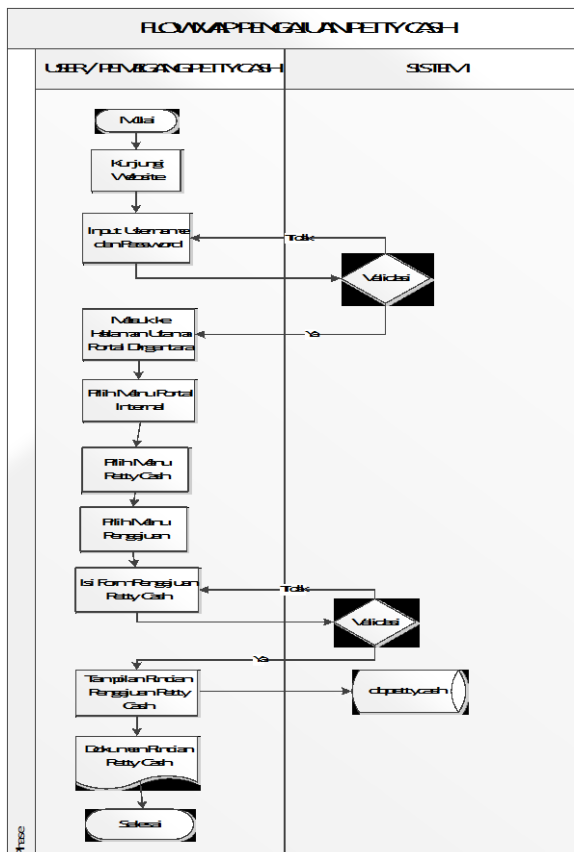 FLOWMAP PENGAJUAN PETTY CASH
USER / PEMEGANG PETTY CASH
SISTEM
Mulai
Kunjungi
Website
Input Username
dan Password
Tidak
Validasi
Masuk ke
Halaman Utama
Portal Dirgantara
Ya
Pilih Menu Portal
Internal
Pilih Menu
Petty Cash
Pilih Menu
Pengajuan
Isi Form Pengajuan
Petty Cash
Tidak
Validasi
Ya
Tampilan Rincian
Pengajuan Petty
Cash
dbpettycash
Dokumen Rincian
Petty Cash
Selesai
Phase